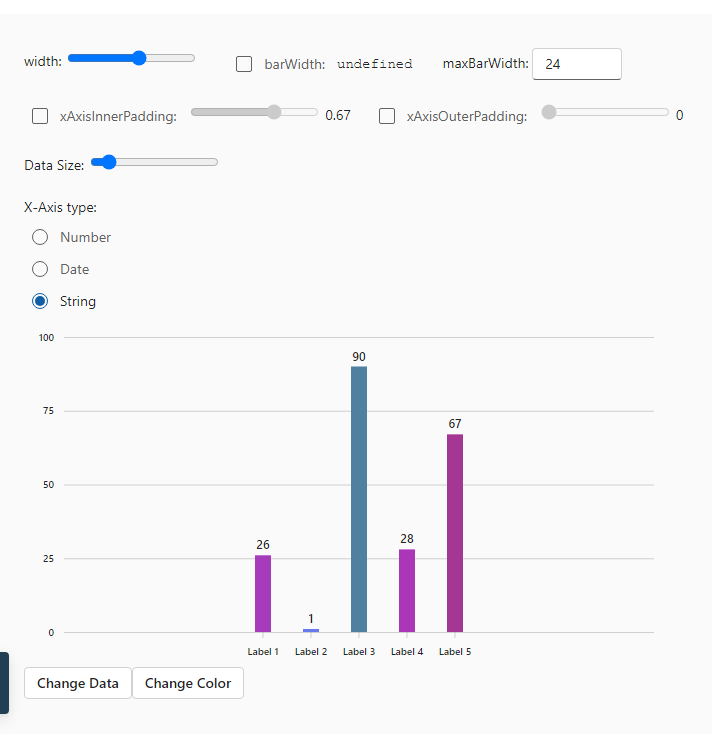 width: barWidth: undefined maxBarWidth: 24
xAxisInnerPadding: 0.67 xAxisOuterPadding: 0
Data Size:
X-Axis type:
Number
Date
String
100
90
75
67
50
28
26
25
1
0
Label 1 Label 2 Label 3 Label 4 Label 5
Change Data Change Color